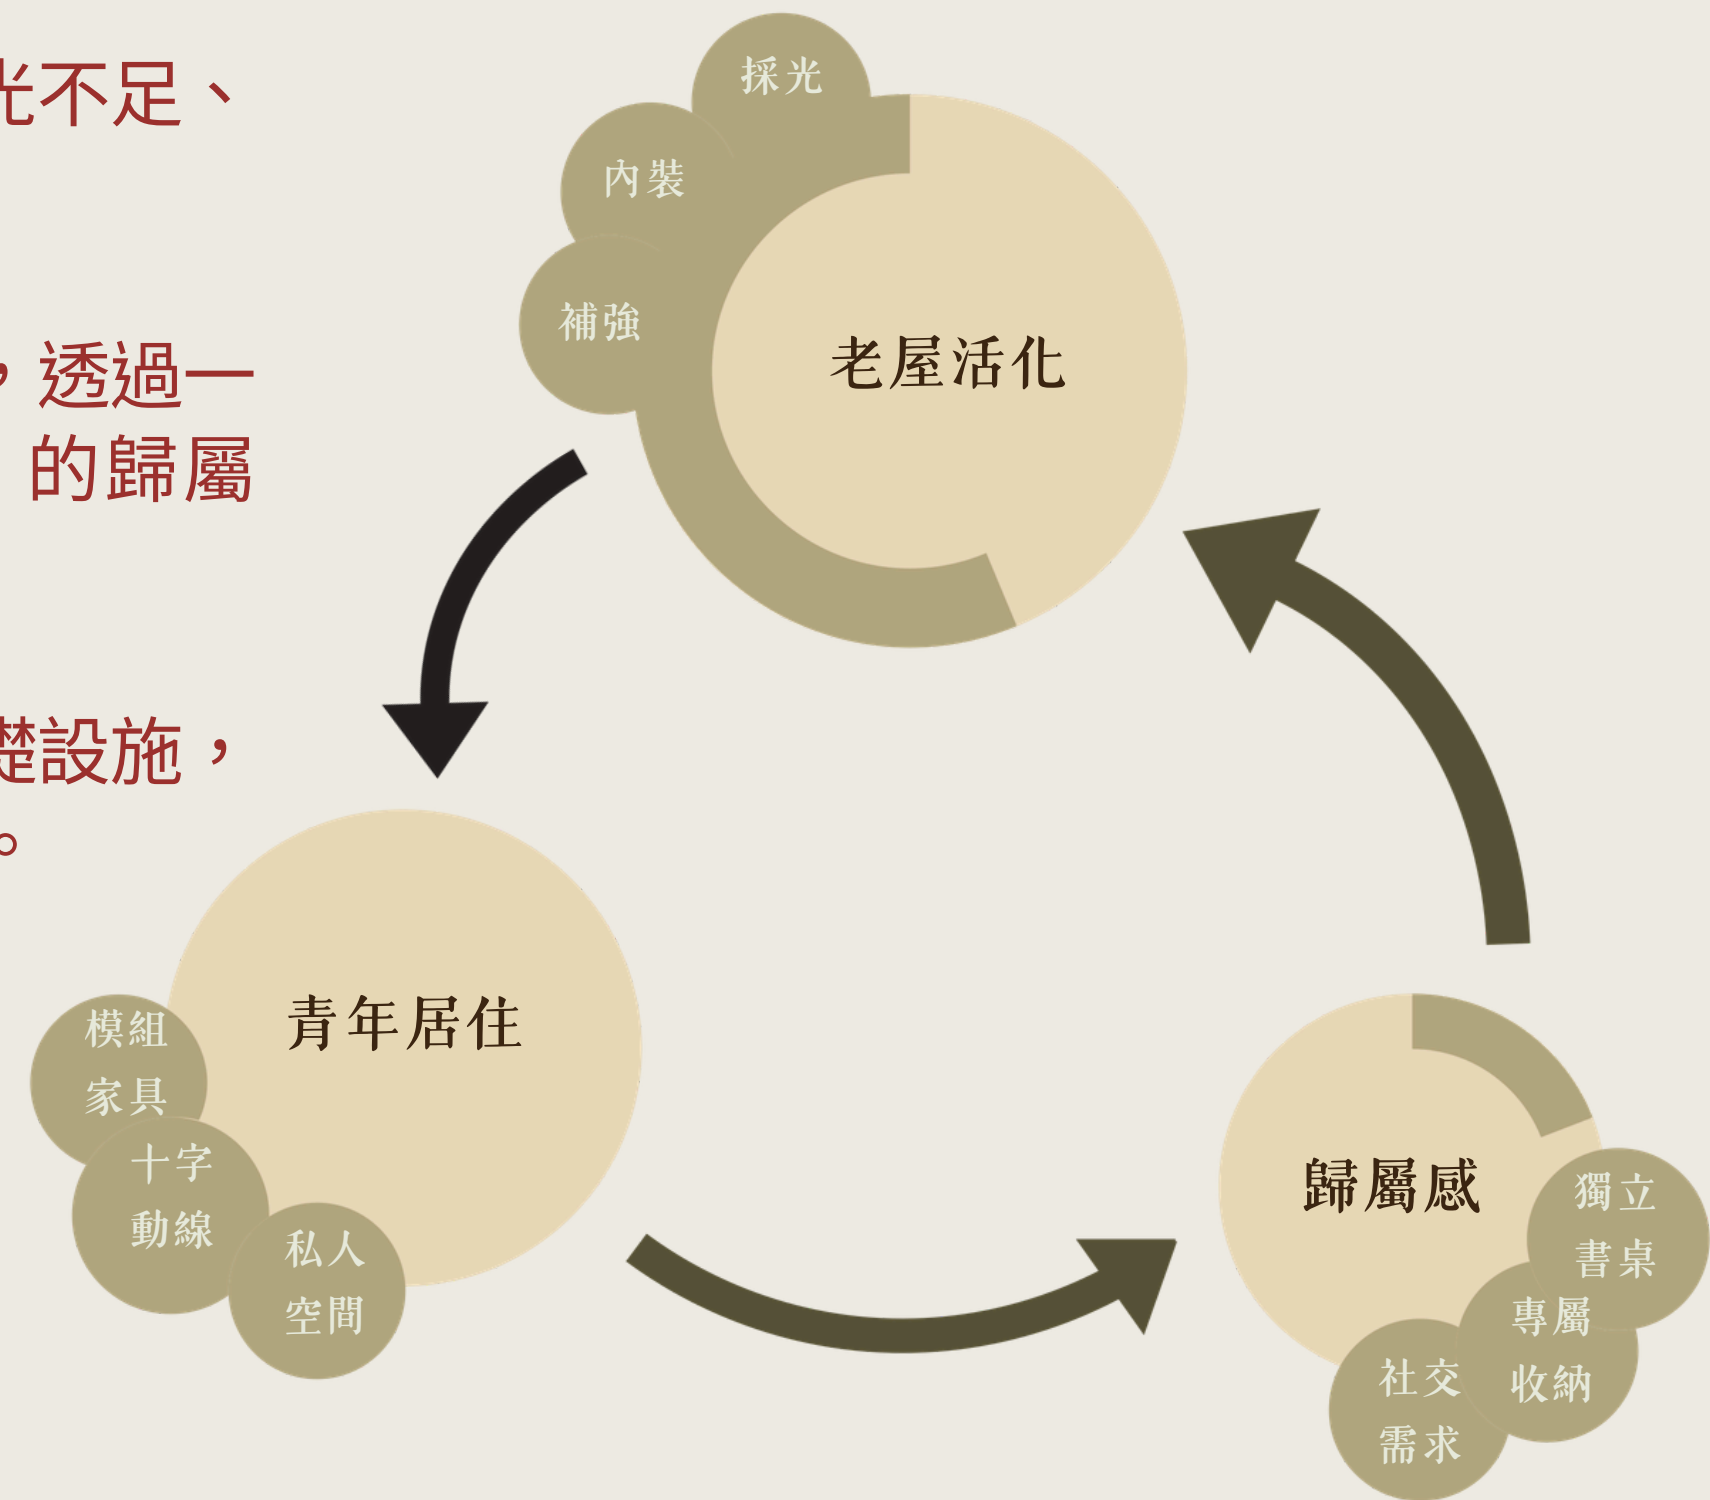 光不足、
，透過一
的歸屬
礎設施，
。
採光
內裝
補強
老屋活化
青年居住
模組
家具
十字
動線
私人
空間
歸屬感
獨立
書桌
專屬
收納
社交
需求